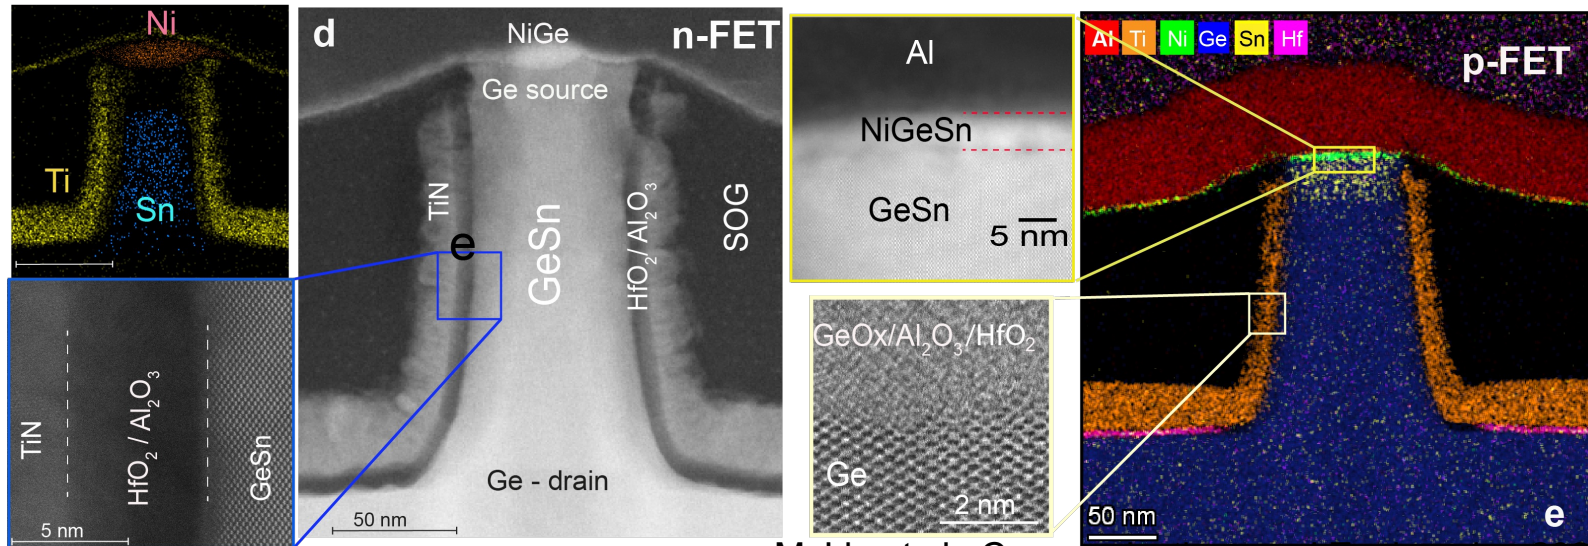 Ni
Ti
Sn
TiN
HfO2 / Al2O3
GeSn
5 nm
d
n-FET
NiGe
Ge source
TiN
e
GeSn
HfO2/ Al2O3
SOG
Ge - drain
50 nm
Al
NiGeSn
GeSn
5 nm
GeOx/Al2O3/HfO2
Ge
2 nm
Al Ti Ni Ge Sn Hf
p-FET
50 nm
e